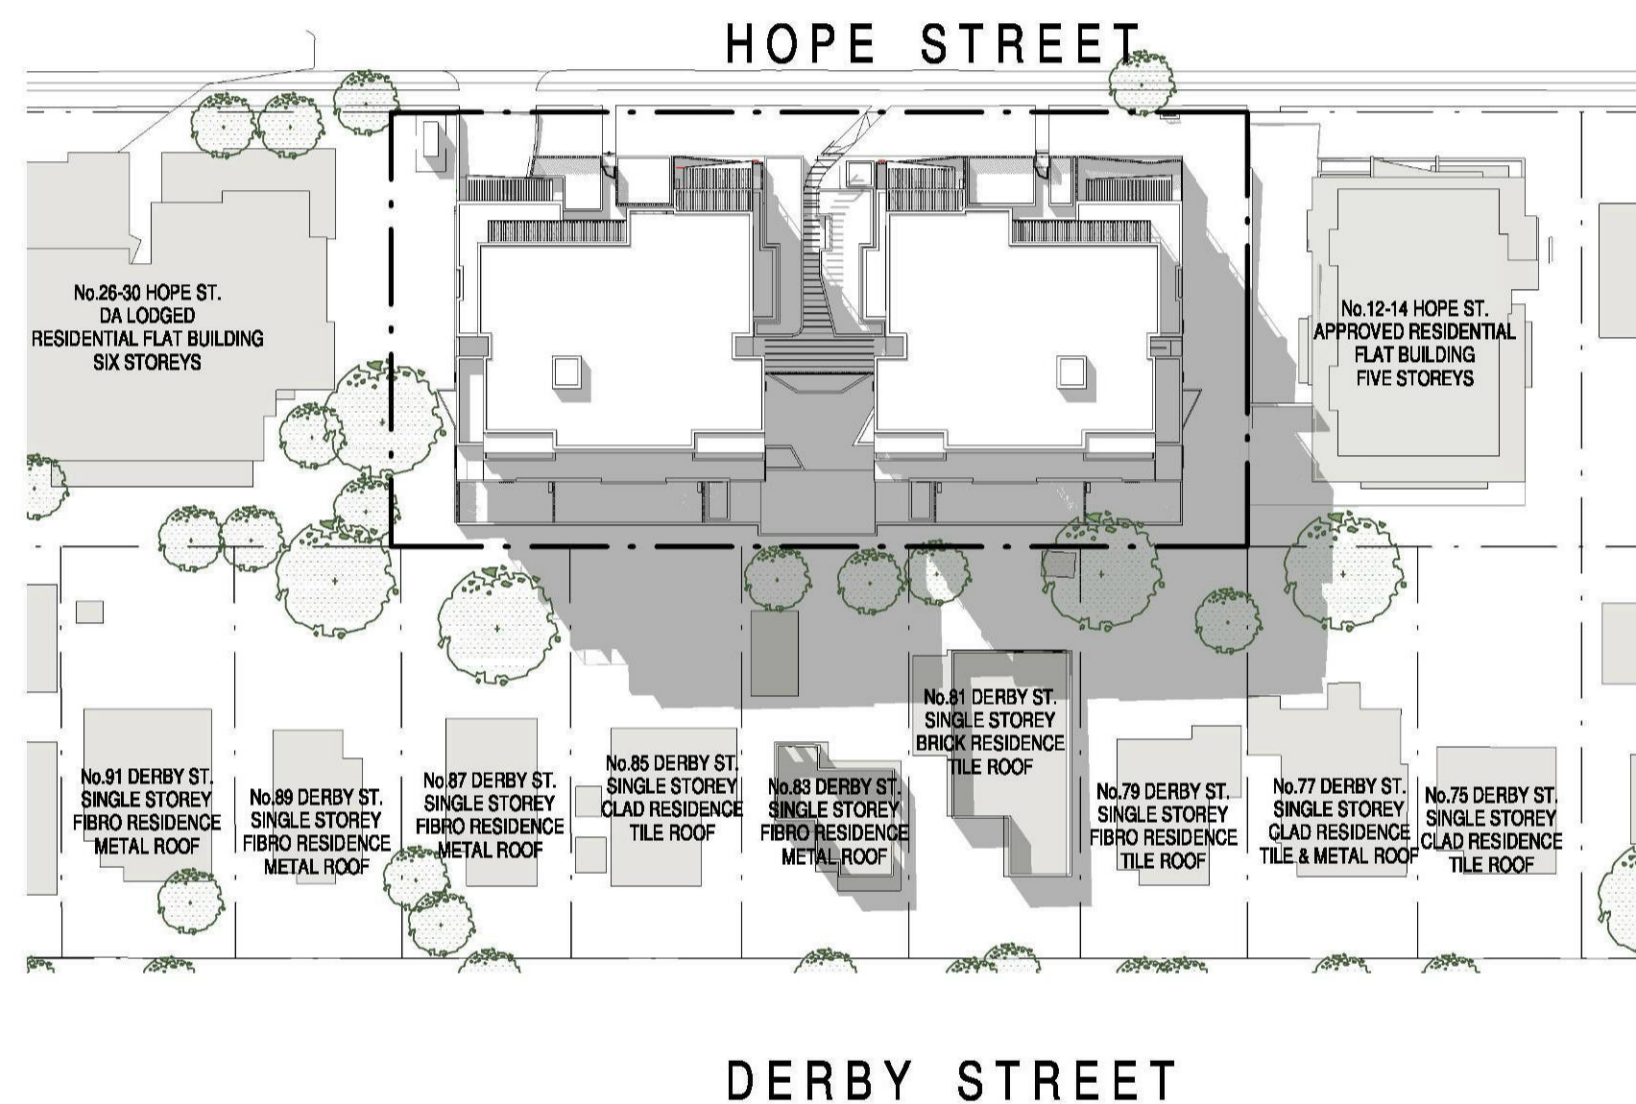 HOPE STREET
No.26-30 HOPE ST.
DA LODGED
RESIDENTIAL FLAT BUILDING
SIX STOREYS
No.12-14 HOPE ST.
APPROVED RESIDENTIAL
FLAT BUILDING
FIVE STOREYS
No.91 DERBY ST.
SINGLE STOREY
FIBRO RESIDENCE
METAL ROOF
No.89 DERBY ST.
SINGLE STOREY
FIBRO RESIDENCE
METAL ROOF
No.87 DERBY ST.
SINGLE STOREY
FIBRO RESIDENCE
METAL ROOF
No.85 DERBY ST.
SINGLE STOREY
CLAD RESIDENCE
TILE ROOF
No.83 DERBY ST.
SINGLE STOREY
FIBRO RESIDENCE
METAL ROOF
No.81 DERBY ST.
SINGLE STOREY
BRICK RESIDENCE
TILE ROOF
No.79 DERBY ST.
SINGLE STOREY
FIBRO RESIDENCE
TILE ROOF
No.77 DERBY ST.
SINGLE STOREY
CLAD RESIDENCE
TILE & METAL ROOF
No.75 DERBY ST.
SINGLE STOREY
CLAD RESIDENCE
TILE ROOF
DERBY STREET